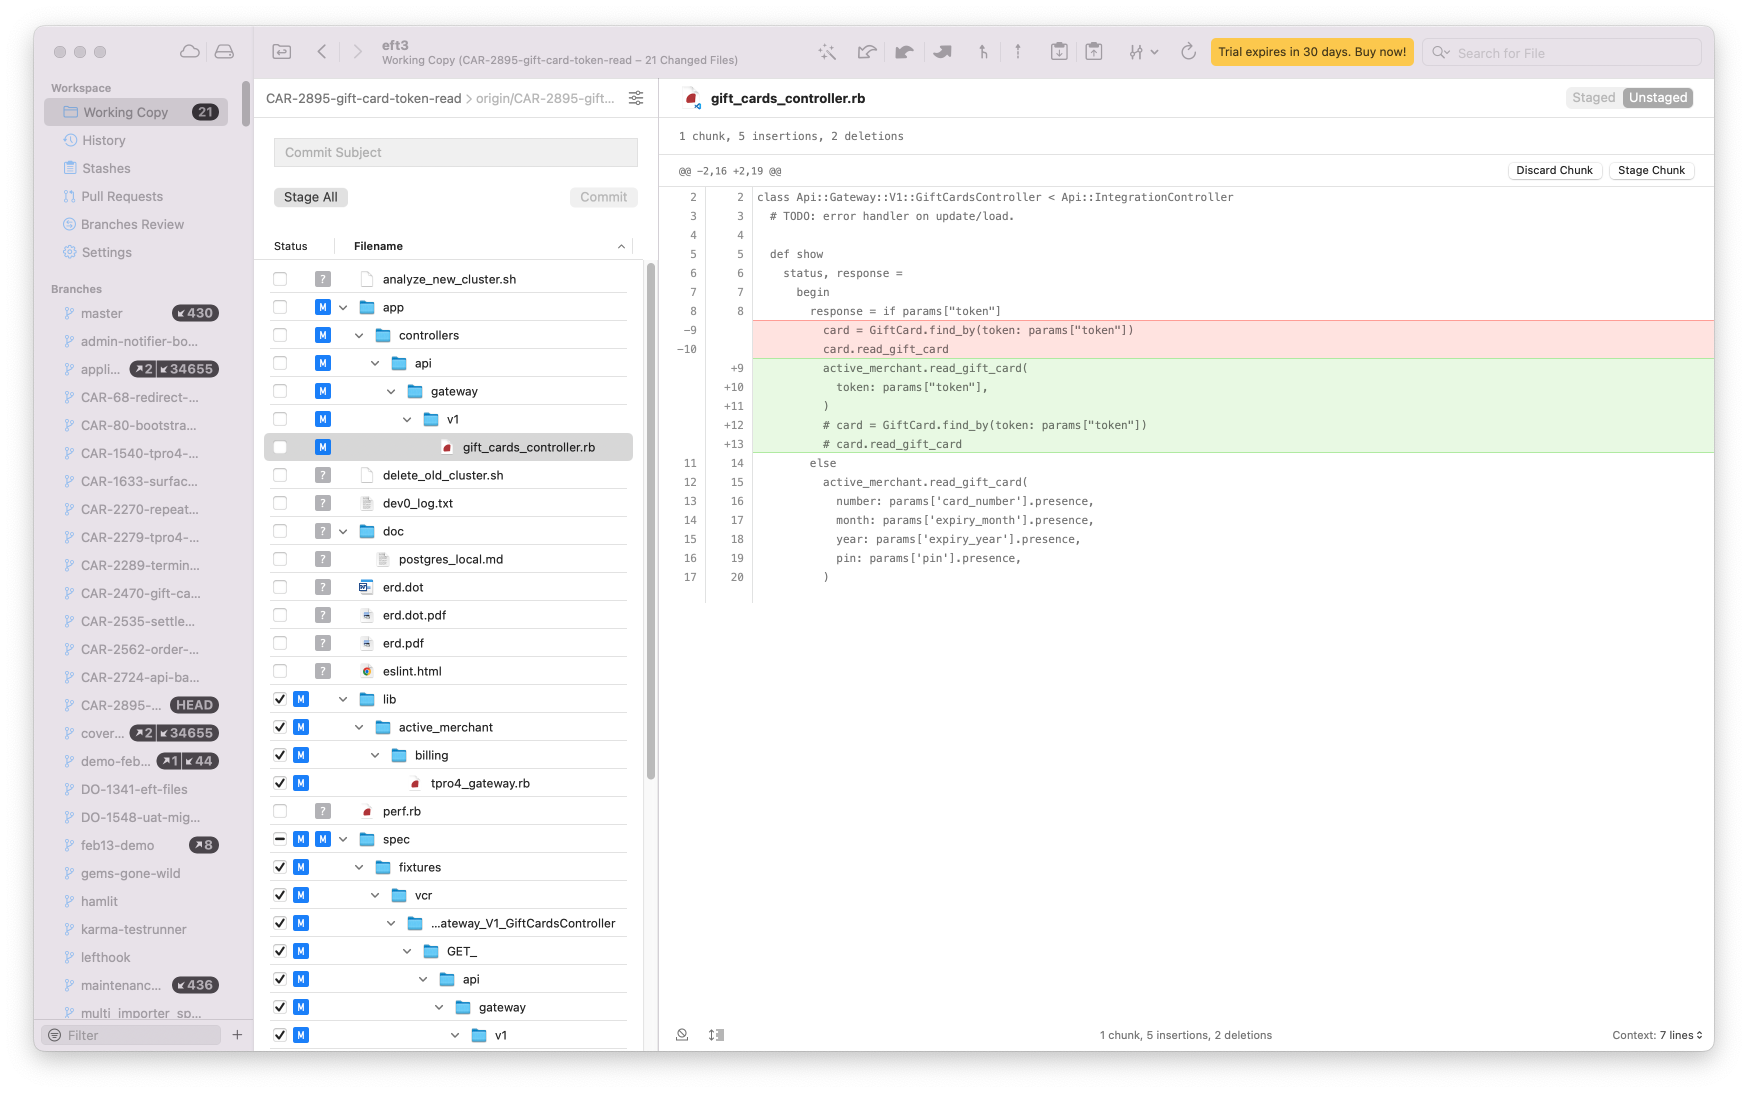 eft3
Working Copy (CAR-2895-gift-card-token-read – 21 Changed Files)
Trial expires in 30 days. Buy now!
Search for File
Workspace
Working Copy 21
History
Stashes
Pull Requests
Branches Review
Settings
Branches
master 430
admin-notifier-bo...
appli... 2 34655
CAR-68-redirect-...
CAR-80-bootstra...
CAR-1540-tpro4-...
CAR-1633-surfac...
CAR-2270-repeat...
CAR-2279-tpro4-...
CAR-2289-termin...
CAR-2470-gift-ca...
CAR-2535-settle...
CAR-2562-order-...
CAR-2724-api-ba...
CAR-2895-... HEAD
cover... 2 34655
demo-feb... 1 44
DO-1341-eft-files
DO-1548-uat-mig...
feb13-demo 8
gems-gone-wild
hamlit
karma-testrunner
lefthook
maintenanc... 436
multi_importer_sp...
Filter
CAR-2895-gift-card-token-read > origin/CAR-2895-gift...
Commit Subject
Stage All
Commit
Status Filename
? analyze_new_cluster.sh
M app
M controllers
M api
M gateway
M v1
M gift_cards_controller.rb
? delete_old_cluster.sh
? dev0_log.txt
? doc
? postgres_local.md
? erd.dot
? erd.dot.pdf
? erd.pdf
? eslint.html
M lib
M active_merchant
M billing
M tpro4_gateway.rb
? perf.rb
M M spec
M fixtures
M vcr
M ...ateway_V1_GiftCardsController
M GET_
M api
M gateway
M v1
gift_cards_controller.rb
Staged Unstaged
1 chunk, 5 insertions, 2 deletions
@@ -2,16 +2,19 @@
Discard Chunk Stage Chunk
2 2 class Api::Gateway::V1::GiftCardsController < Api::IntegrationController
3 3 # TODO: error handler on update/load.
4 4
5 5 def show
6 6 status, response =
7 7 begin
8 8 response = if params["token"]
-9 card = GiftCard.find_by(token: params["token"])
-10 card.read_gift_card
+9 active_merchant.read_gift_card(
+10 token: params["token"],
+11 )
+12 # card = GiftCard.find_by(token: params["token"])
+13 # card.read_gift_card
11 14 else
12 15 active_merchant.read_gift_card(
13 16 number: params['card_number'].presence,
14 17 month: params['expiry_month'].presence,
15 18 year: params['expiry_year'].presence,
16 19 pin: params['pin'].presence,
17 20 )
1 chunk, 5 insertions, 2 deletions
Context: 7 lines